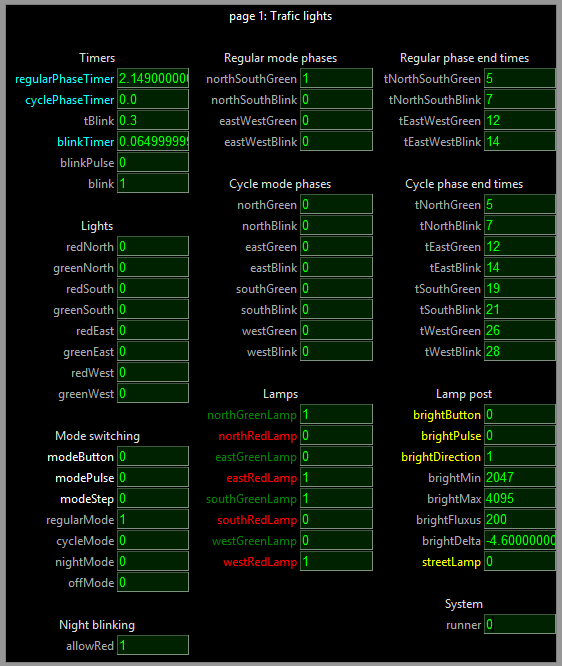 page 1: Trafic lights
Timers
regularPhaseTimer 2.149000000
cyclePhaseTimer 0.0
tBlink 0.3
blinkTimer 0.064999999
blinkPulse 0
blink 1
Lights
redNorth 0
greenNorth 0
redSouth 0
greenSouth 0
redEast 0
greenEast 0
redWest 0
greenWest 0
Mode switching
modeButton 0
modePulse 0
modeStep 0
regularMode 1
cycleMode 0
nightMode 0
offMode 0
Night blinking
allowRed 1
Regular mode phases
northSouthGreen 1
northSouthBlink 0
eastWestGreen 0
eastWestBlink 0
Cycle mode phases
northGreen 0
northBlink 0
eastGreen 0
eastBlink 0
southGreen 0
southBlink 0
westGreen 0
westBlink 0
Lamps
northGreenLamp 1
northRedLamp 0
eastGreenLamp 0
eastRedLamp 1
southGreenLamp 1
southRedLamp 0
westGreenLamp 0
westRedLamp 1
Regular phase end times
tNorthSouthGreen 5
tNorthSouthBlink 7
tEastWestGreen 12
tEastWestBlink 14
Cycle phase end times
tNorthGreen 5
tNorthBlink 7
tEastGreen 12
tEastBlink 14
tSouthGreen 19
tSouthBlink 21
tWestGreen 26
tWestBlink 28
Lamp post
brightButton 0
brightPulse 0
brightDirection 1
brightMin 2047
brightMax 4095
brightFluxus 200
brightDelta -4.60000000
streetLamp 0
System
runner 0